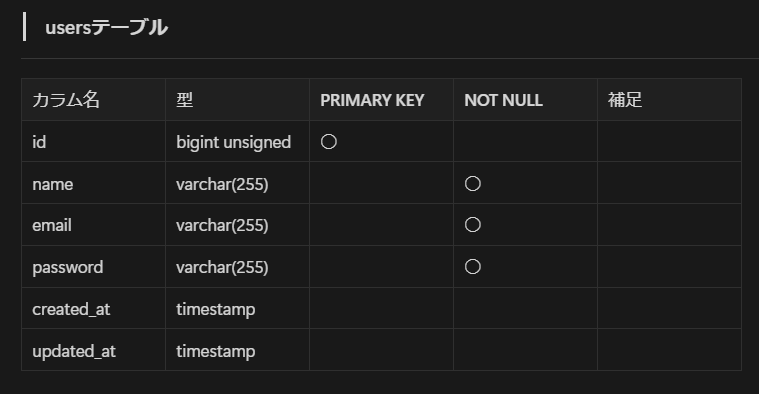 usersテーブル
カラム名 型 PRIMARY KEY NOT NULL 補足
id bigint unsigned ○
name varchar(255) ○
email varchar(255) ○
password varchar(255) ○
created_at timestamp
updated_at timestamp